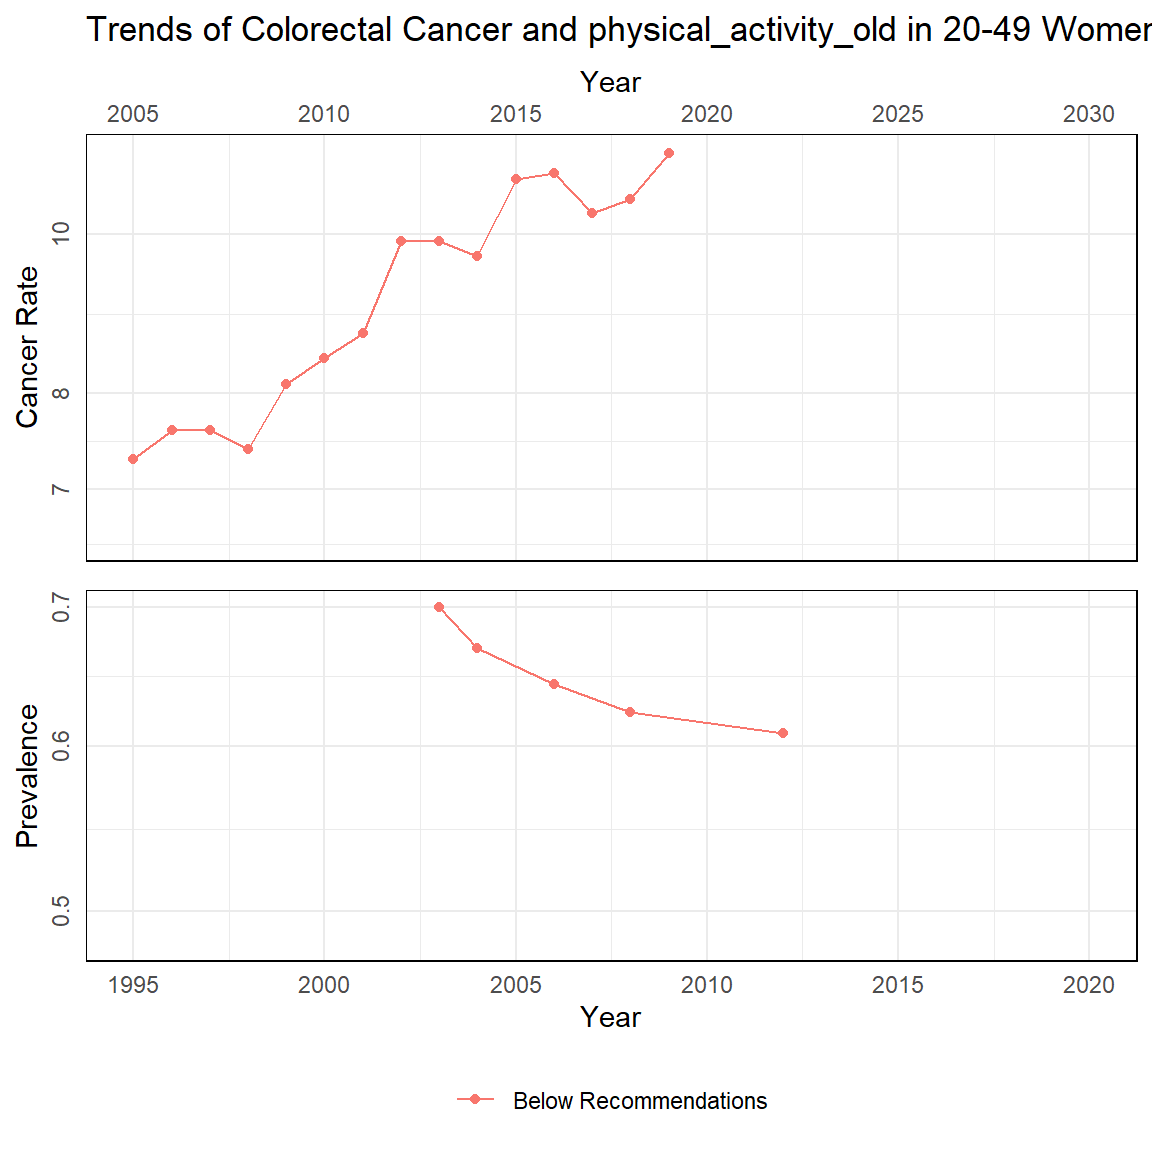 Trends of Colorectal Cancer and physical_activity_old in 20-49 Women
Year
2005 2010 2015 2020 2025 2030
Cancer Rate
10
8
7
Prevalence
0.7
0.6
0.5
1995 2000 2005 2010 2015 2020
Year
Below Recommendations